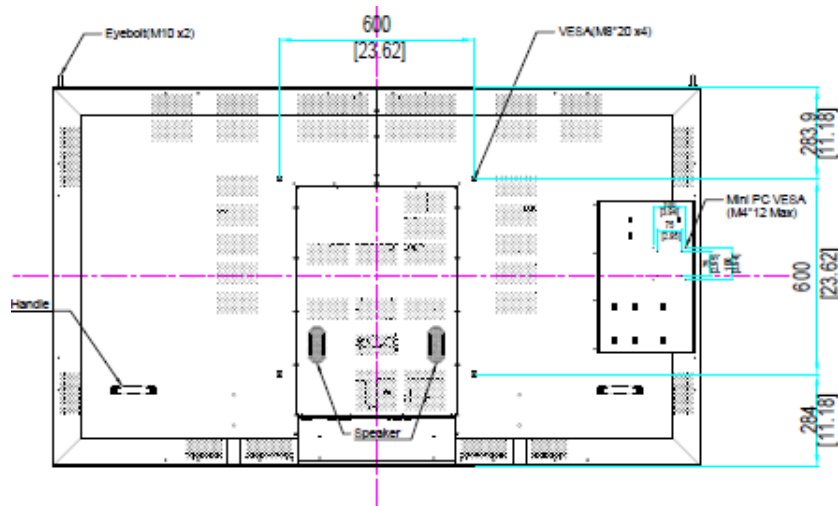 600
[23.62]
Eyebolt(M10 x2)
VESA(M8*20 x4)
283.9
[11.18]
Mini PC VESA
(M4*12 Max)
75
600
[23.62]
Handle
Speaker
284
[11.18]